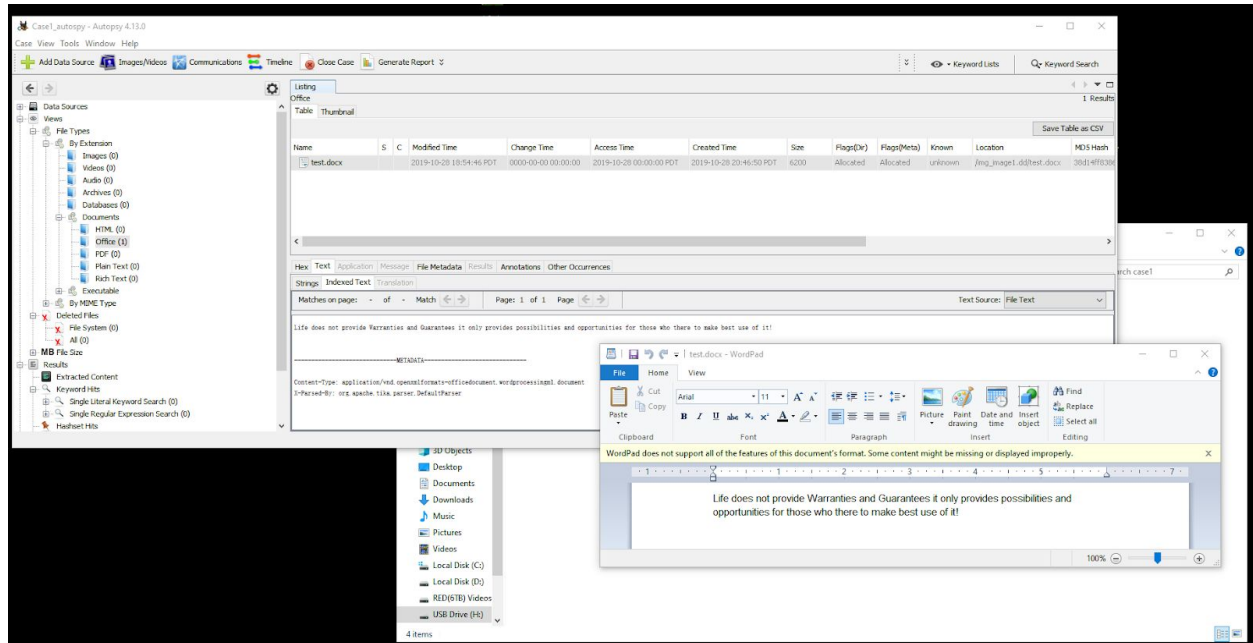 Case1_autospy - Autopsy 4.13.0
Case View Tools Window Help
Add Data Source Images/Videos Communications Timeline Close Case Generate Report Keyword Lists Keyword Search
Data Sources
Views
File Types
By Extension
Images (0)
Videos (0)
Audio (0)
Archives (0)
Databases (0)
Documents
HTML (0)
Office (1)
PDF (0)
Plain Text (0)
Rich Text (0)
Executable
By MIME Type
Deleted Files
File System (0)
All (0)
MB File Size
Results
Extracted Content
Keyword Hits
Single Literal Keyword Search (0)
Single Regular Expression Search (0)
Hashset Hits
Listing
Office 1 Results
Table Thumbnail
Save Table as CSV
Name S C Modified Time Change Time Access Time Created Time Size Flags(Dir) Flags(Meta) Known Location MD5 Hash
test.docx 2019-10-28 18:54:46 PDT 0000-00-00 00:00:00 2019-10-28 00:00:00 PDT 2019-10-28 20:46:50 PDT 6200 Allocated Allocated unknown /img_image1.dd/test.docx
Hex Text Application Message File Metadata Results Annotations Other Occurrences
Strings Indexed Text Translation
Matches on page: - of - Match Page: 1 of 1 Page Text Source: File Text
Life does not provide Warranties and Guarantees it only provides possibilities and opportunities for those who there to make best use of it!
METADATA
Content-Type: application/vnd.openxmlformats-officedocument.wordprocessingml.document
X-Parsed-By: org.apache.tika.parser.DefaultParser
rch case1
test.docx - WordPad
File Home View
Paste
Cut
Copy
Clipboard
Arial 11
B I U abc X₂ X² A
Font
Paragraph
Picture
Paint drawing
Date and time
Insert object
Insert
Find
Replace
Select all
Editing
WordPad does not support all of the features of this document's format. Some content might be missing or displayed improperly.
1 1 2 3 4 5 7
Life does not provide Warranties and Guarantees it only provides possibilities and
opportunities for those who there to make best use of it!
100%
3D Objects
Desktop
Documents
Downloads
Music
Pictures
Videos
Local Disk (C:)
Local Disk (D:)
RED(6TB) Videos
USB Drive (H:)
4 items